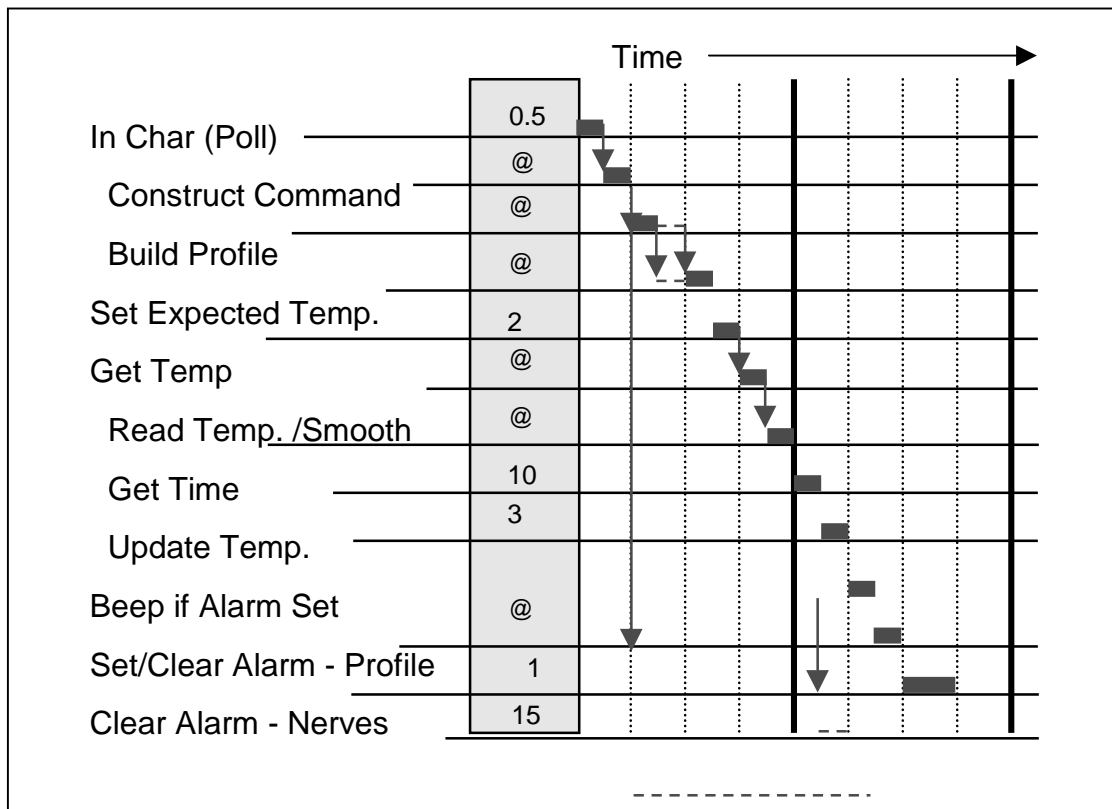 Time
0.5
In Char (Poll)
@
Construct Command
@
Build Profile
@
Set Expected Temp.
2
Get Temp
@
Read Temp. /Smooth
@
Get Time
10
3
Update Temp.
Beep if Alarm Set
@
Set/Clear Alarm - Profile
1
Clear Alarm - Nerves
15